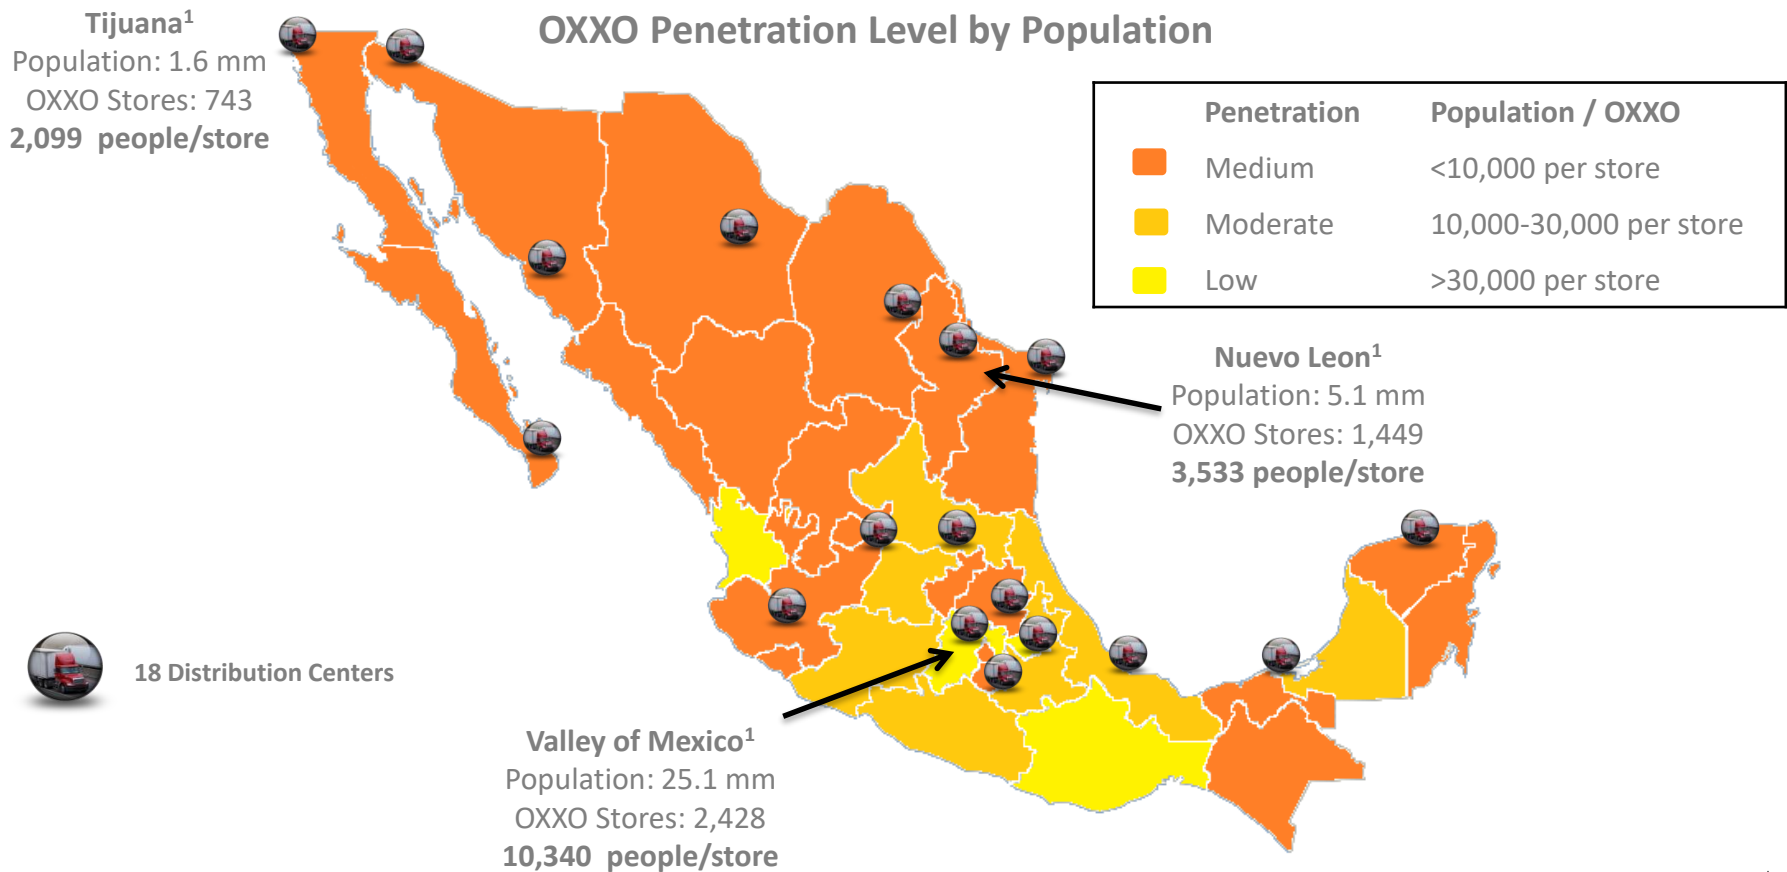 OXXO Penetration Level by Population
Tijuana¹
Population: 1.6 mm
OXXO Stores: 743
2,099 people/store
Penetration Population / OXXO
Medium <10,000 per store
Moderate 10,000-30,000 per store
Low >30,000 per store
Nuevo Leon¹
Population: 5.1 mm
OXXO Stores: 1,449
3,533 people/store
18 Distribution Centers
Valley of Mexico¹
Population: 25.1 mm
OXXO Stores: 2,428
10,340 people/store